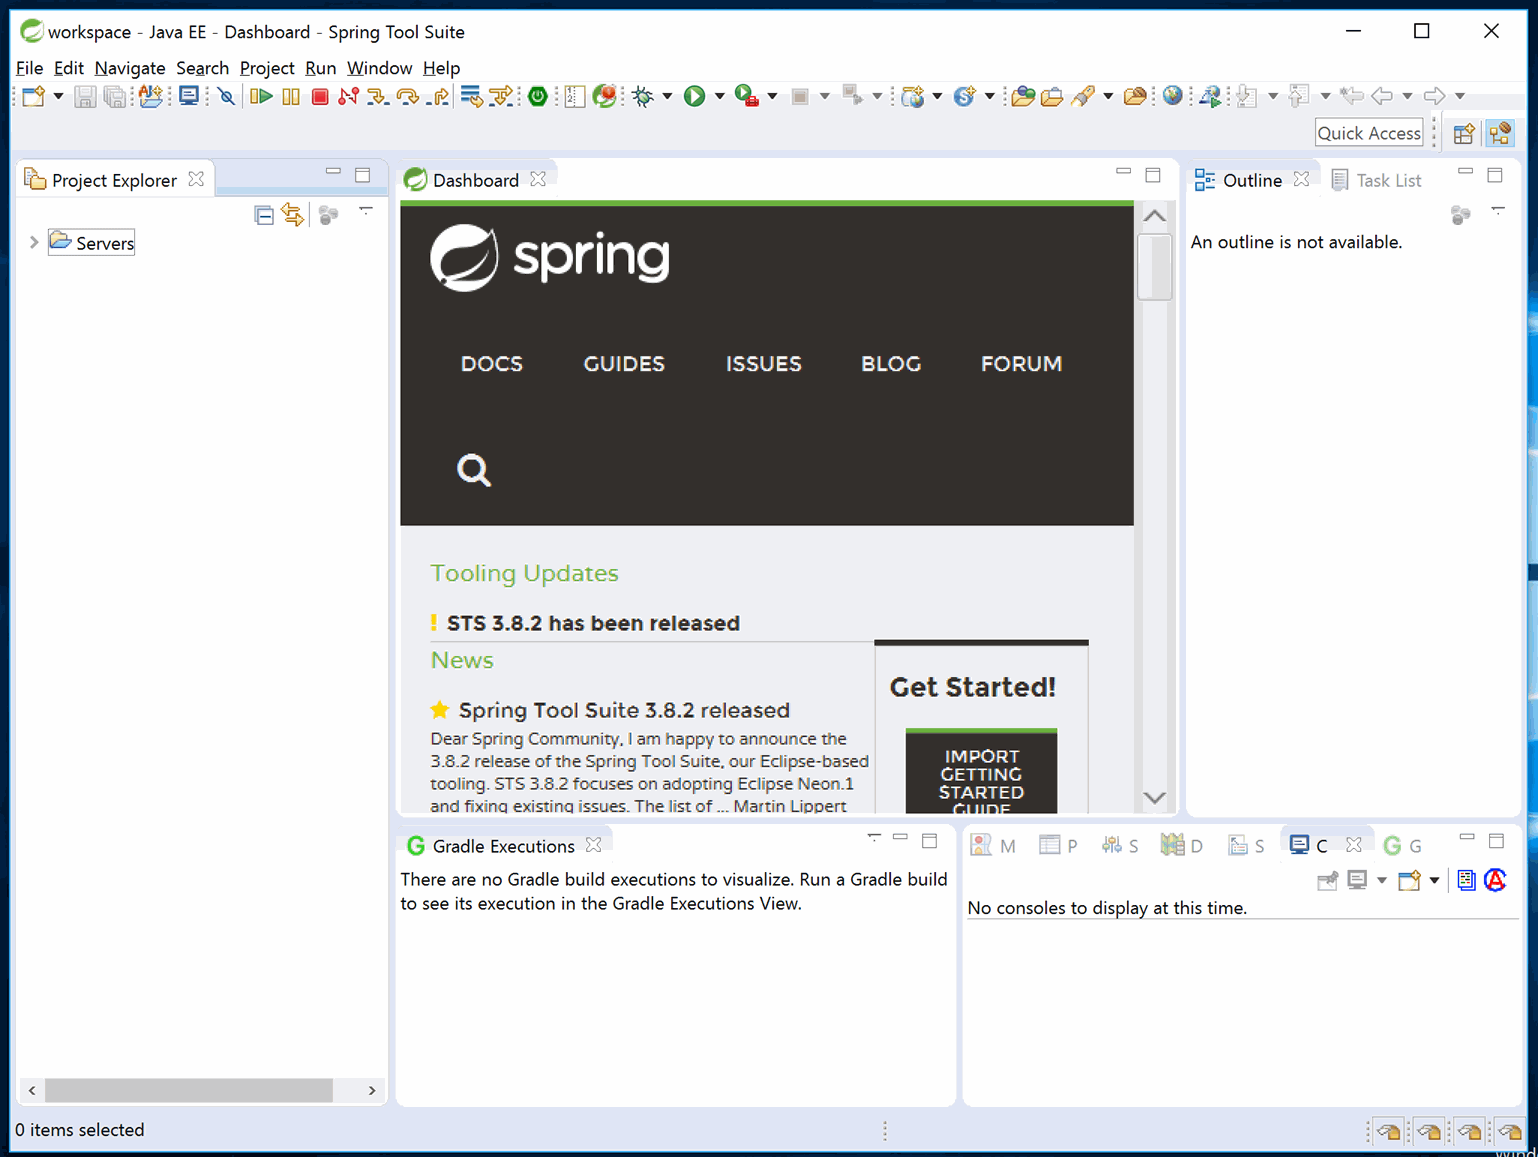 workspace - Java EE - Dashboard - Spring Tool Suite
File Edit Navigate Search Project Run Window Help
Quick Access
Project Explorer
Servers
Dashboard
spring
DOCS GUIDES ISSUES BLOG FORUM
Tooling Updates
! STS 3.8.2 has been released
News
Spring Tool Suite 3.8.2 released
Dear Spring Community, I am happy to announce the
3.8.2 release of the Spring Tool Suite, our Eclipse-based
tooling. STS 3.8.2 focuses on adopting Eclipse Neon.1
and fixing existing issues. The list of ... Martin Lippert
Get Started!
IMPORT
GETTING
STARTED
GUIDE
Outline Task List
An outline is not available.
Gradle Executions
There are no Gradle build executions to visualize. Run a Gradle build
to see its execution in the Gradle Executions View.
M P S D S C G
No consoles to display at this time.
0 items selected